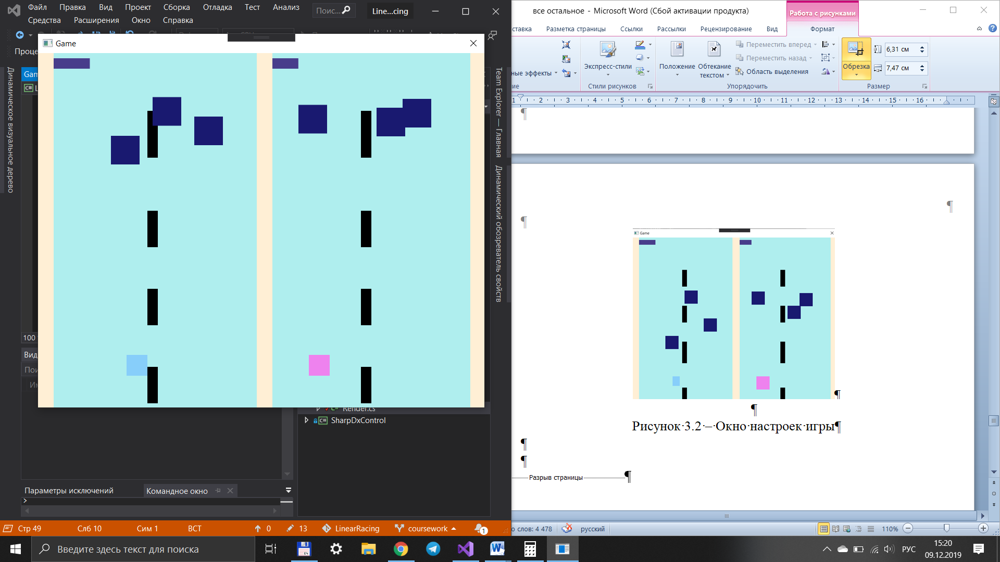 Файл Правка Вид Проект Сборка Отладка Тест Анализ Поис... Line...cing
Средства Расширения Окно Справка
Game
Проце
Gam
C#
Динамическое визуальное дерево
100
Вид
Пои
Им
Team Explorer — Главная
Динамический обозреватель свойств
Render.cs
SharpDxControl
Параметры исключений
Командное окно
>
Стр 49 Слб 10 Сим 1 ВСТ 0 13 LinearRacing coursework 1
все остальное - Microsoft Word (Сбой активации продукта)
Работа с рисунками
ставка Разметка страницы Ссылки Рассылки Рецензирование Вид Формат
ные эффекты
ие
Экспресс-стили
Стили рисунков
Положение
Обтекание текстом
Переместить вперед
Переместить назад
Область выделения
Упорядочить
Обрезка
6,31 см
7,47 см
Размер
1 2 3 4 5 6 7 8 9 10 11 12 13 14 15 16
¶
¶
¶
Game
¶
¶
Рисунок·3.2·–·Окно·настроек·игры¶
¶
¶
Разрыв страницы¶
о слов: 4 478 русский 110%
Введите здесь текст для поиска
64
РУС
15:20
09.12.2019